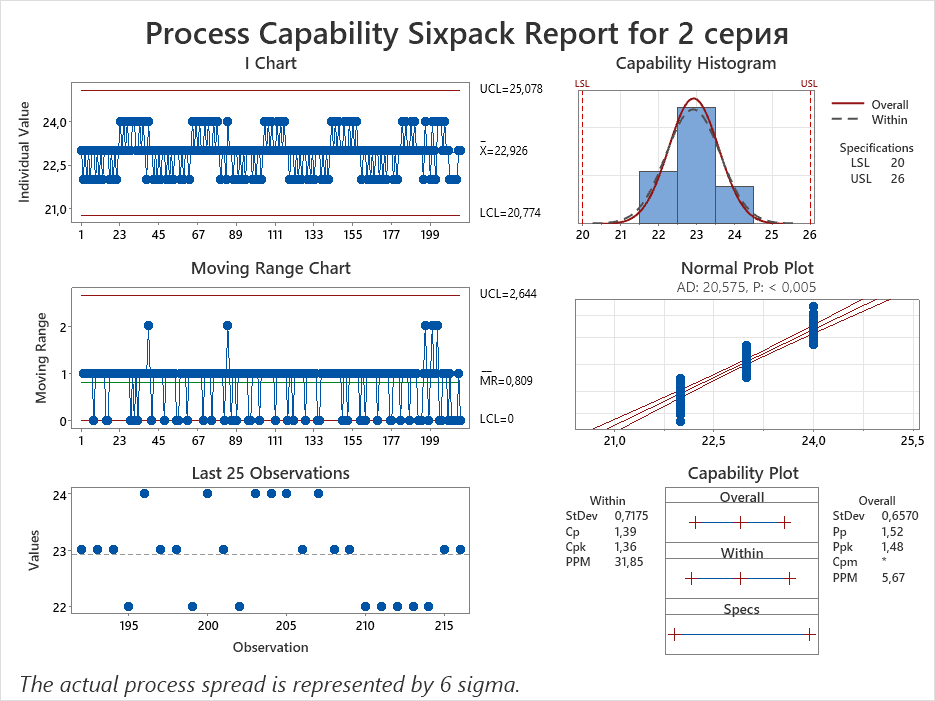 Process Capability Sixpack Report for 2 серия
I Chart
Individual Value
24,0
22,5
21,0
UCL=25,078
_
X=22,926
LCL=20,774
1 23 45 67 89 111 133 155 177 199
Capability Histogram
LSL USL
Overall
Within
Specifications
LSL 20
USL 26
20 21 22 23 24 25 26
Moving Range Chart
Moving Range
2
1
0
UCL=2,644
__
MR=0,809
LCL=0
1 23 45 67 89 111 133 155 177 199
Normal Prob Plot
AD: 20,575, P: < 0,005
21,0 22,5 24,0 25,5
Last 25 Observations
Values
24
23
22
195 200 205 210 215
Observation
Capability Plot
Within
StDev 0,7175
Cp 1,39
Cpk 1,36
PPM 31,85
Overall
Within
Specs
Overall
StDev 0,6570
Pp 1,52
Ppk 1,48
Cpm *
PPM 5,67
The actual process spread is represented by 6 sigma.